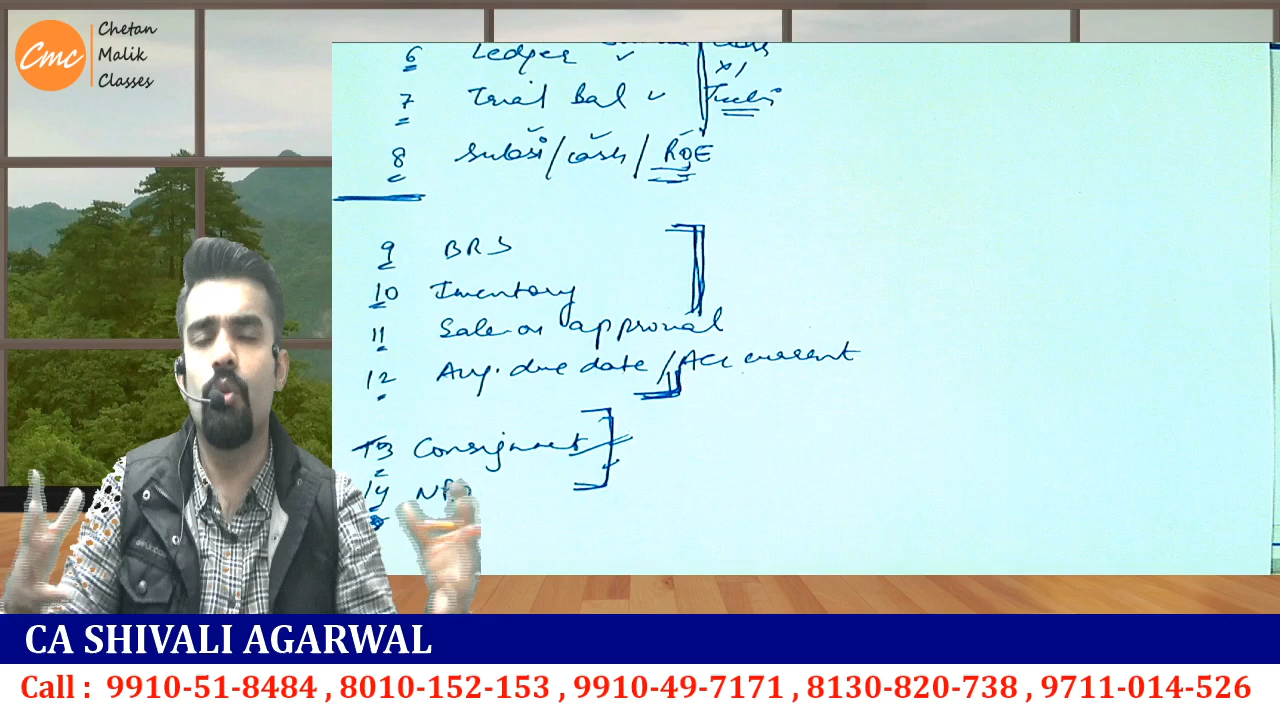 Cmc
Chetan
Malik
Classes
6 Ledger
7 Trial Bal
8 Subsi/cash/ROE
9 BRS
10 Inventory
11 Sale on approval
12 Avg. due date / Acc current
13 Consignment
14
CA SHIVALI AGARWAL
Call : 9910-51-8484 , 8010-152-153 , 9910-49-7171 , 8130-820-738 , 9711-014-526